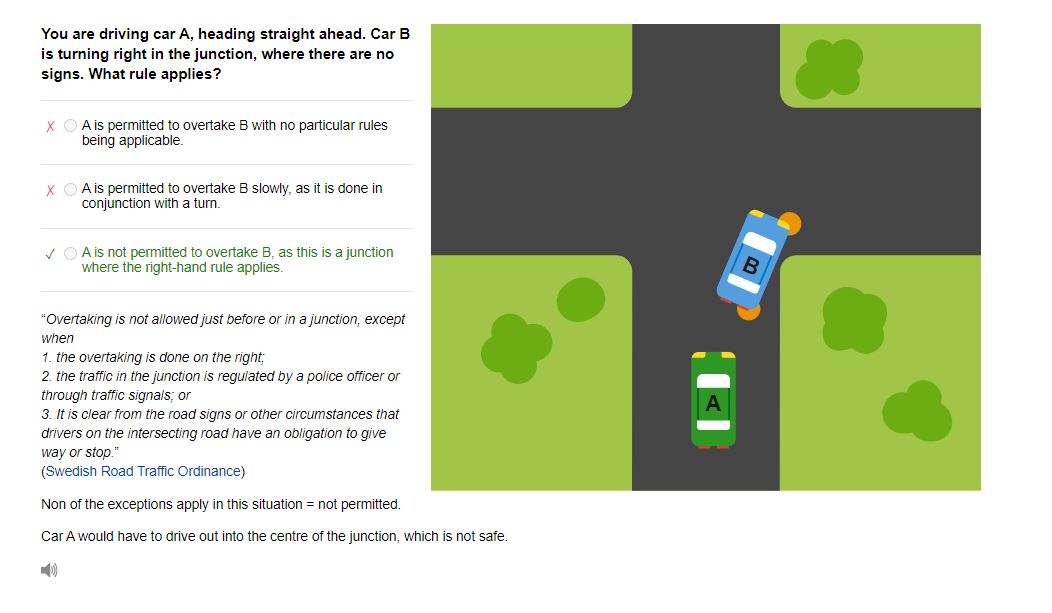 You are driving car A, heading straight ahead. Car B
is turning right in the junction, where there are no
signs. What rule applies?
A is permitted to overtake B with no particular rules
being applicable.
A is permitted to overtake B slowly, as it is done in
conjunction with a turn.
A is not permitted to overtake B, as this is a junction
where the right-hand rule applies.
“Overtaking is not allowed just before or in a junction, except
when
1. the overtaking is done on the right;
2. the traffic in the junction is regulated by a police officer or
through traffic signals; or
3. It is clear from the road signs or other circumstances that
drivers on the intersecting road have an obligation to give
way or stop.”
(Swedish Road Traffic Ordinance)
Non of the exceptions apply in this situation = not permitted.
Car A would have to drive out into the centre of the junction, which is not safe.
B
A